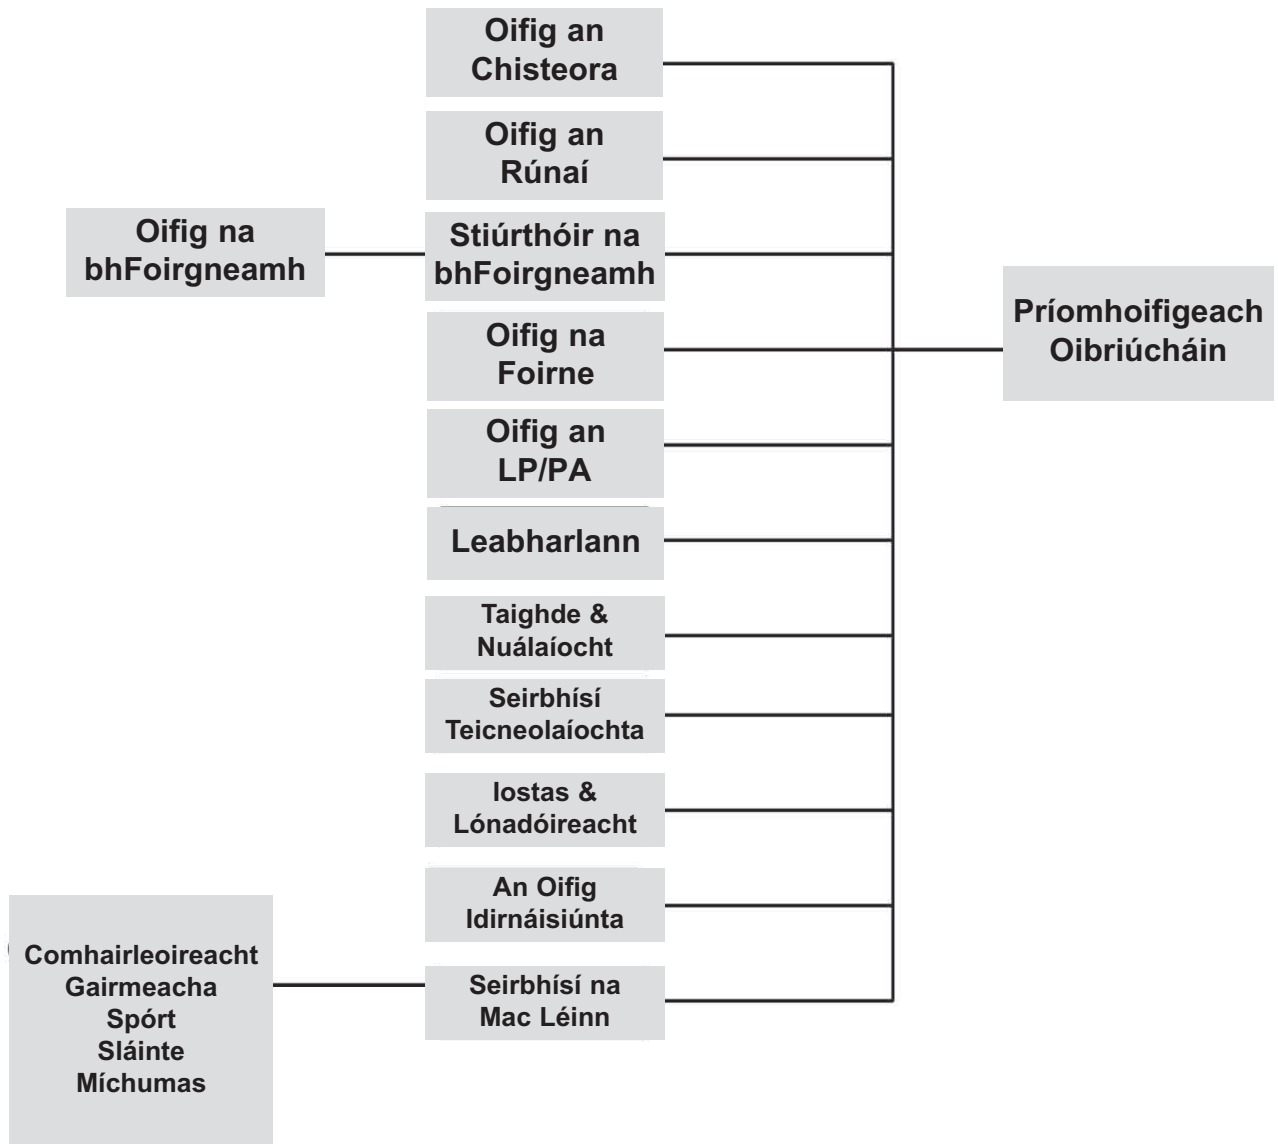 Oifig an
Chisteora
Oifig an
Rúnaí
Oifig na
bhFoirgneamh
Stiúrthóir na
bhFoirgneamh
Príomhoifigeach
Oibriúcháin
Oifig na
Foirne
Oifig an
LP/PA
Leabharlann
Taighde &
Nuálaíocht
Seirbhísí
Teicneolaíochta
Iostas &
Lónadóireacht
An Oifig
Idirnáisiúnta
Comhairleoireacht
Gairmeacha
Spórt
Sláinte
Míchumas
Seirbhísí na
Mac Léinn